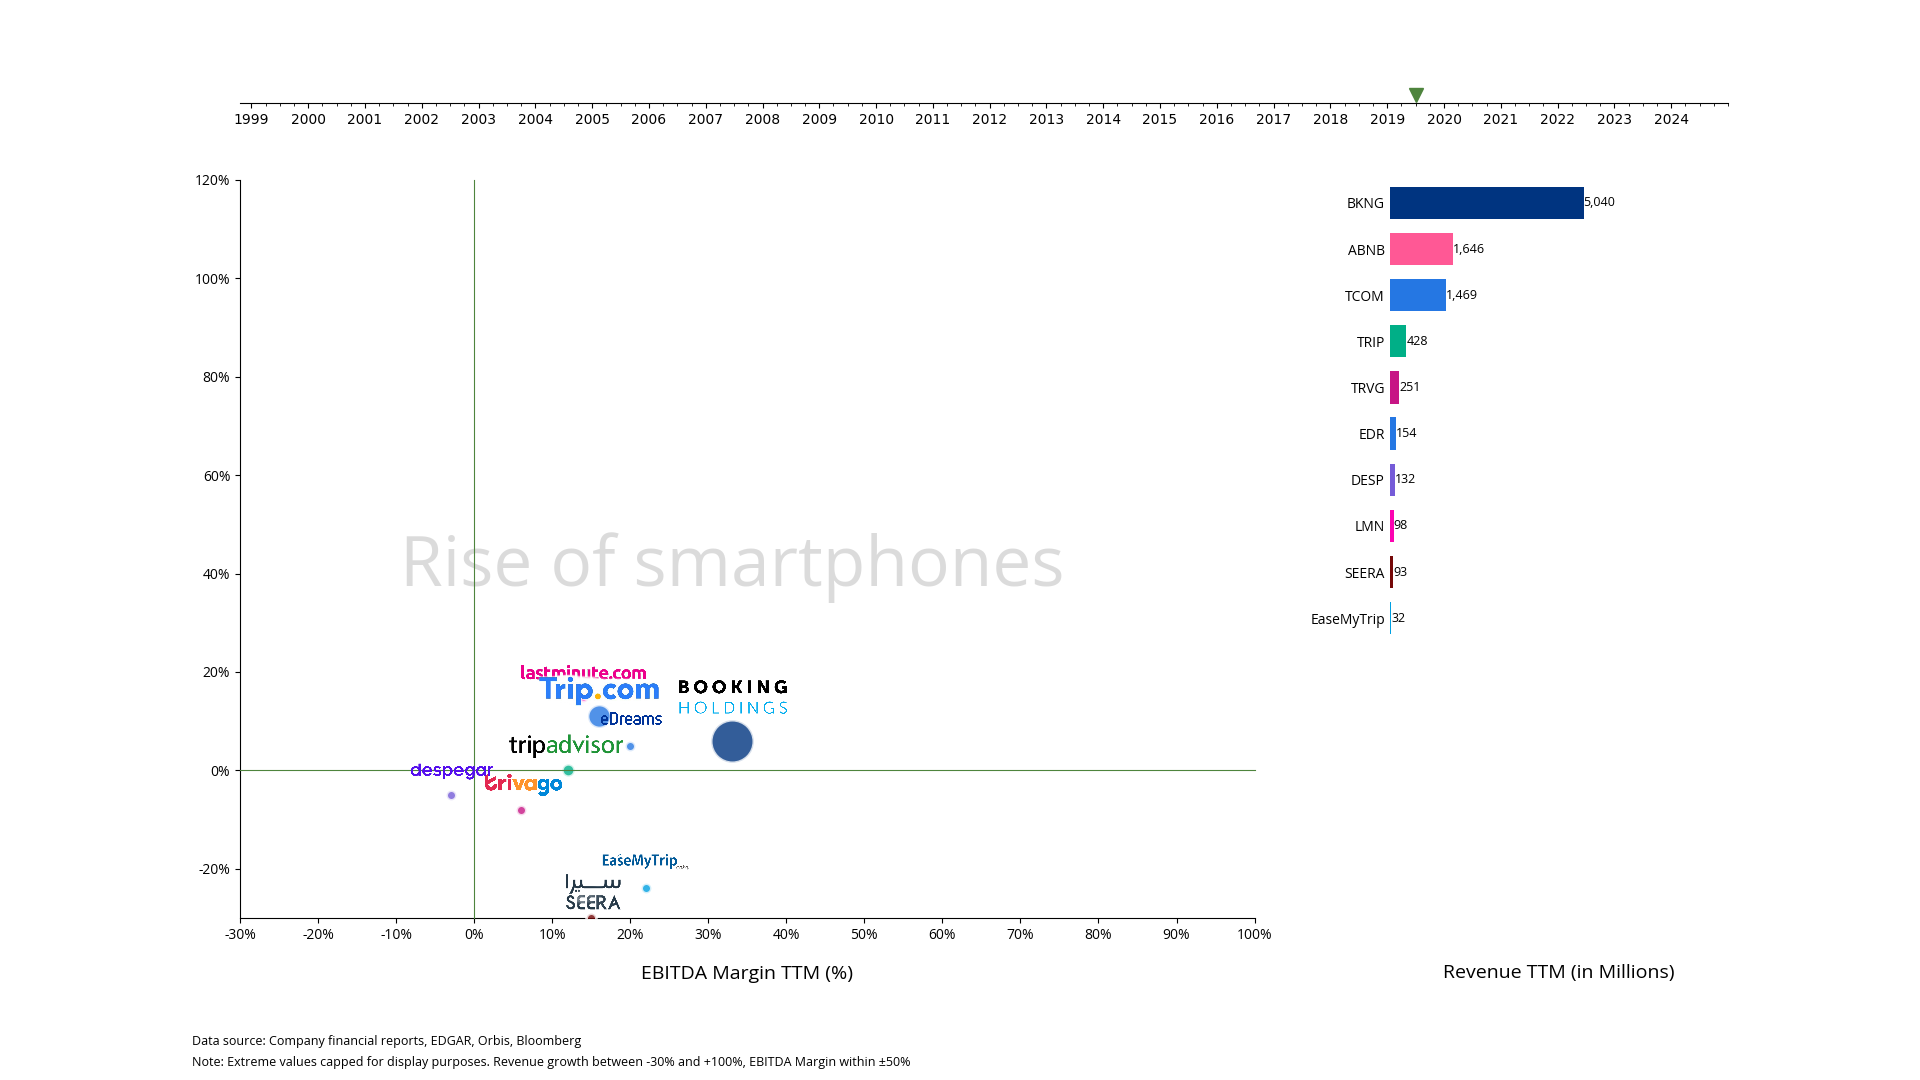 1999 2000 2001 2002 2003 2004 2005 2006 2007 2008 2009 2010 2011 2012 2013 2014 2015 2016 2017 2018 2019 2020 2021 2022 2023 2024
120%
100%
80%
60%
40%
20%
0%
-20%
Rise of smartphones
lastminute.com
Trip.com
BOOKING
HOLDINGS
eDreams
tripadvisor
despegar
trivago
EaseMyTrip
سيرا
SEERA
-30% -20% -10% 0% 10% 20% 30% 40% 50% 60% 70% 80% 90% 100%
EBITDA Margin TTM (%)
BKNG 5,040
ABNB 1,646
TCOM 1,469
TRIP 428
TRVG 251
EDR 154
DESP 132
LMN 98
SEERA 93
EaseMyTrip 32
Revenue TTM (in Millions)
Data source: Company financial reports, EDGAR, Orbis, Bloomberg
Note: Extreme values capped for display purposes. Revenue growth between -30% and +100%, EBITDA Margin within ±50%